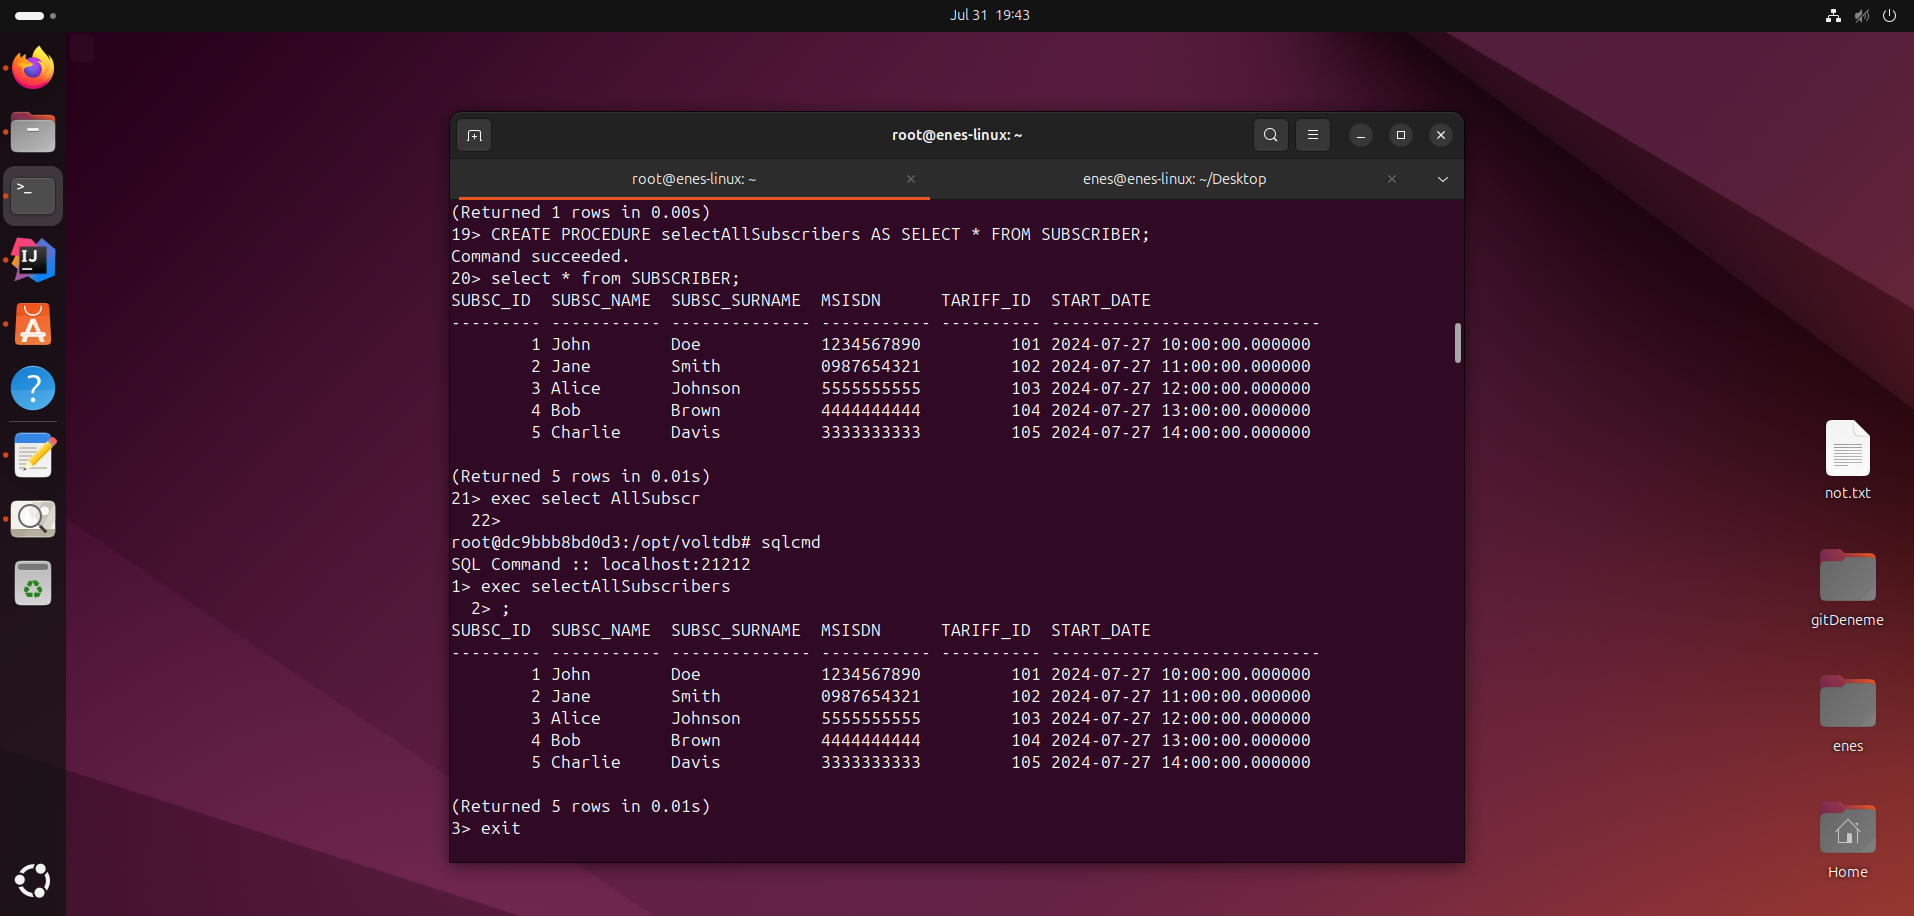 Jul 31 19:43
root@enes-linux: ~
root@enes-linux: ~
enes@enes-linux: ~/Desktop
(Returned 1 rows in 0.00s)
19> CREATE PROCEDURE selectAllSubscribers AS SELECT * FROM SUBSCRIBER;
Command succeeded.
20> select * from SUBSCRIBER;
SUBSC_ID  SUBSC_NAME  SUBSC_SURNAME  MSISDN      TARIFF_ID  START_DATE
--------- ----------- -------------- ----------- ---------- ---------------------------
        1 John        Doe            1234567890         101 2024-07-27 10:00:00.000000
        2 Jane        Smith          0987654321         102 2024-07-27 11:00:00.000000
        3 Alice       Johnson        5555555555         103 2024-07-27 12:00:00.000000
        4 Bob         Brown          4444444444         104 2024-07-27 13:00:00.000000
        5 Charlie     Davis          3333333333         105 2024-07-27 14:00:00.000000
(Returned 5 rows in 0.01s)
21> exec select AllSubscr
  22>
root@dc9bbb8bd0d3:/opt/voltdb# sqlcmd
SQL Command :: localhost:21212
1> exec selectAllSubscribers
  2> ;
SUBSC_ID  SUBSC_NAME  SUBSC_SURNAME  MSISDN      TARIFF_ID  START_DATE
--------- ----------- -------------- ----------- ---------- ---------------------------
        1 John        Doe            1234567890         101 2024-07-27 10:00:00.000000
        2 Jane        Smith          0987654321         102 2024-07-27 11:00:00.000000
        3 Alice       Johnson        5555555555         103 2024-07-27 12:00:00.000000
        4 Bob         Brown          4444444444         104 2024-07-27 13:00:00.000000
        5 Charlie     Davis          3333333333         105 2024-07-27 14:00:00.000000
(Returned 5 rows in 0.01s)
3> exit
>_
IJ
A
?
not.txt
gitDeneme
enes
Home